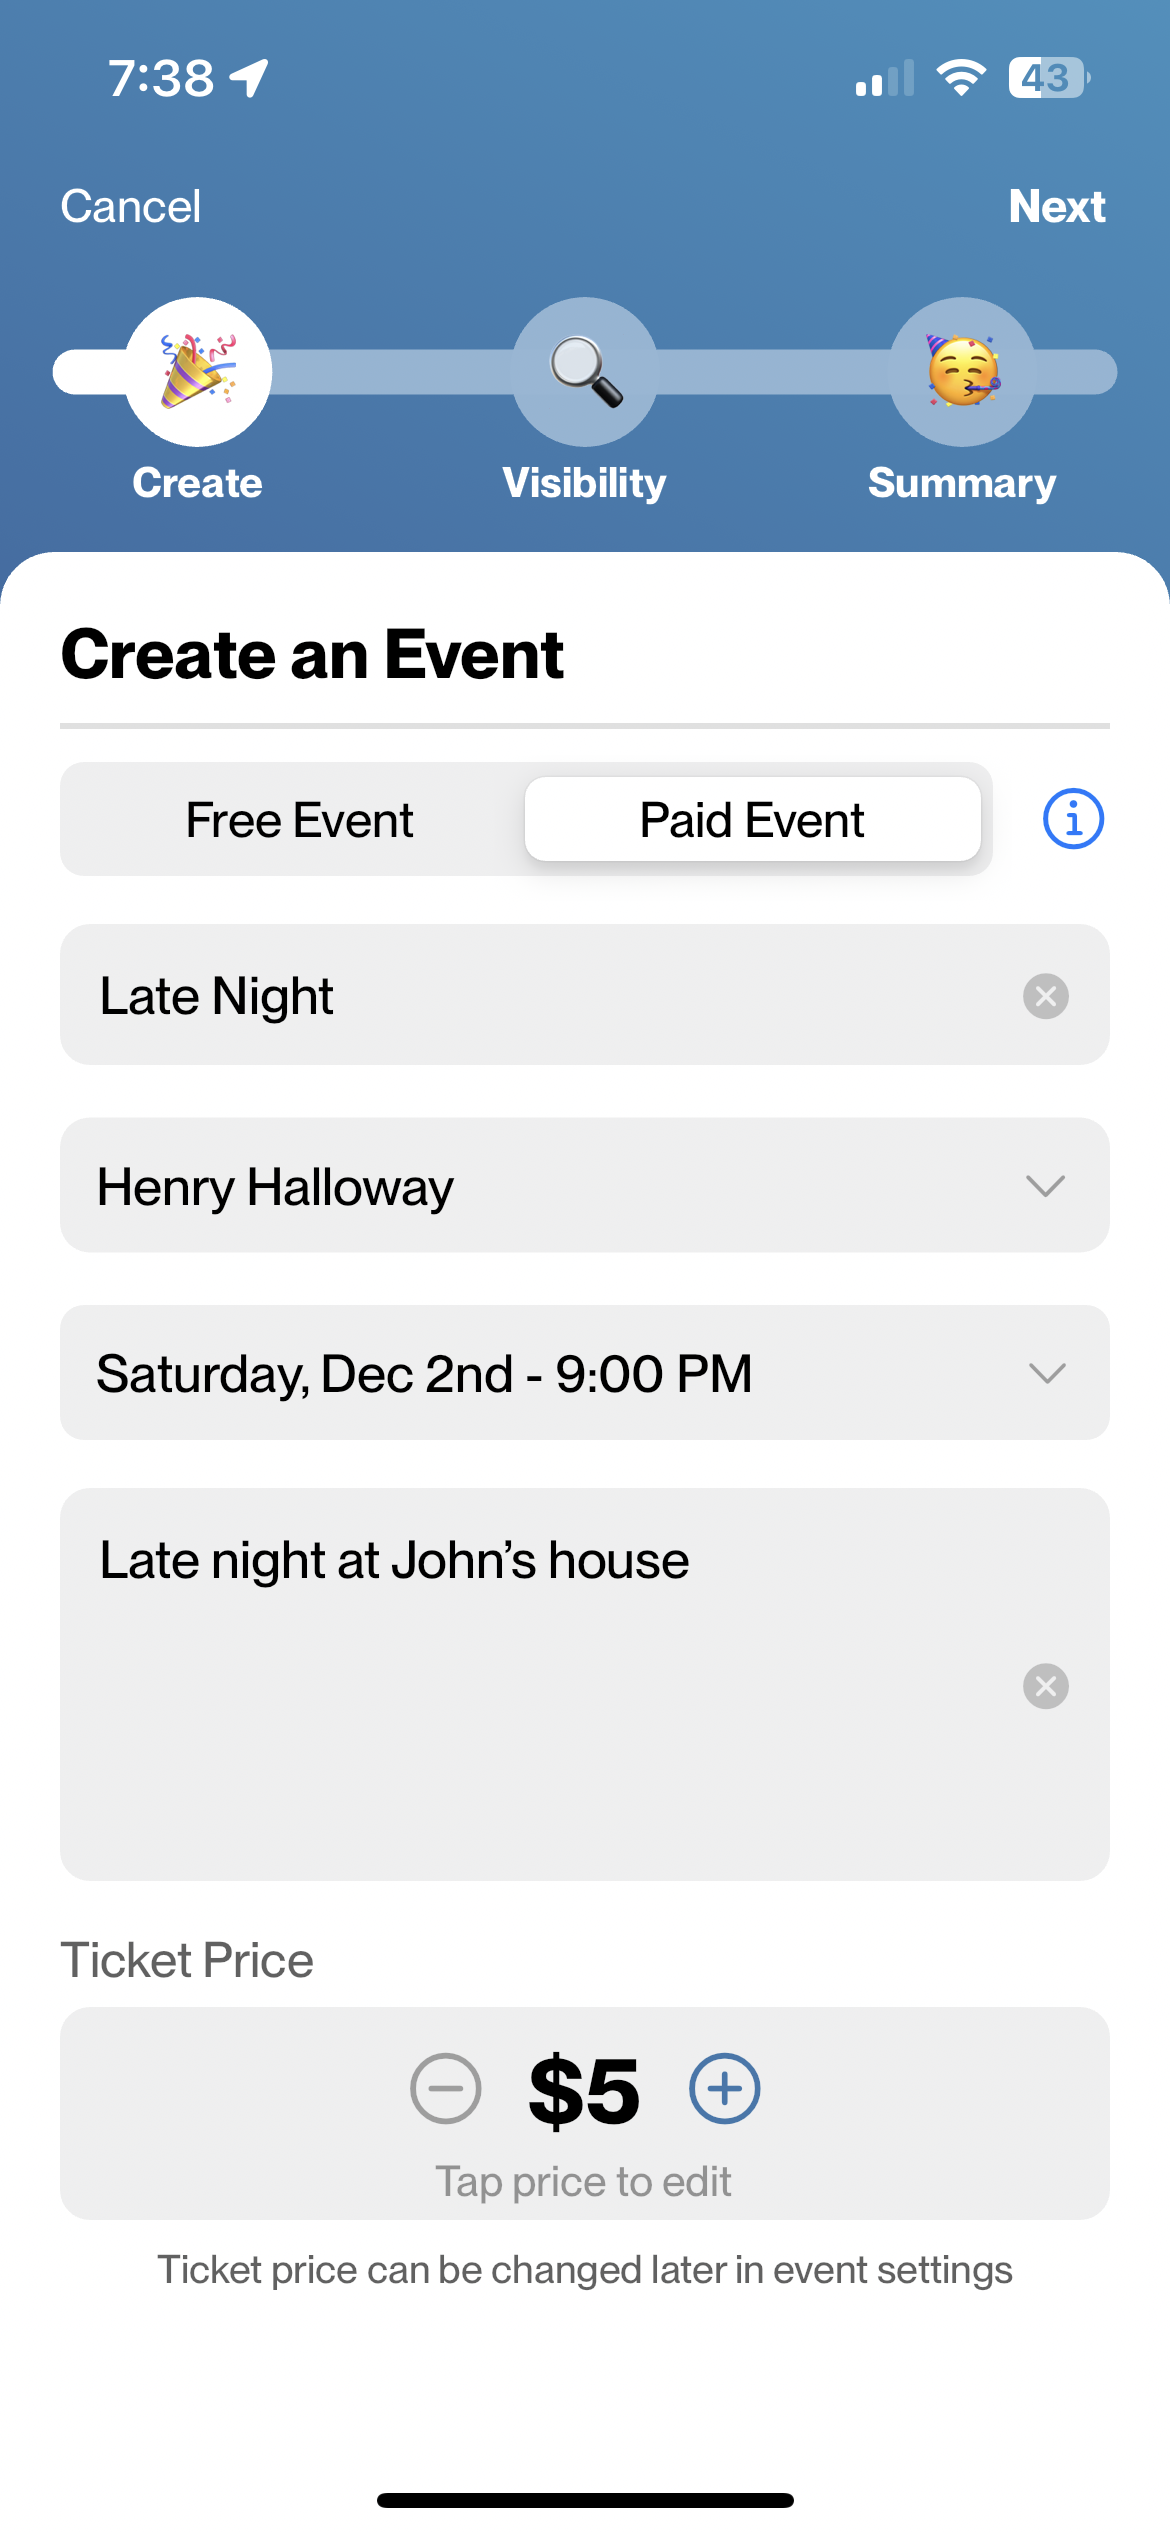 7:38
43
Cancel
Next
Create
Visibility
Summary
Create an Event
Free Event
Paid Event
Late Night
Henry Halloway
Saturday, Dec 2nd - 9:00 PM
Late night at John’s house
Ticket Price
$5
Tap price to edit
Ticket price can be changed later in event settings